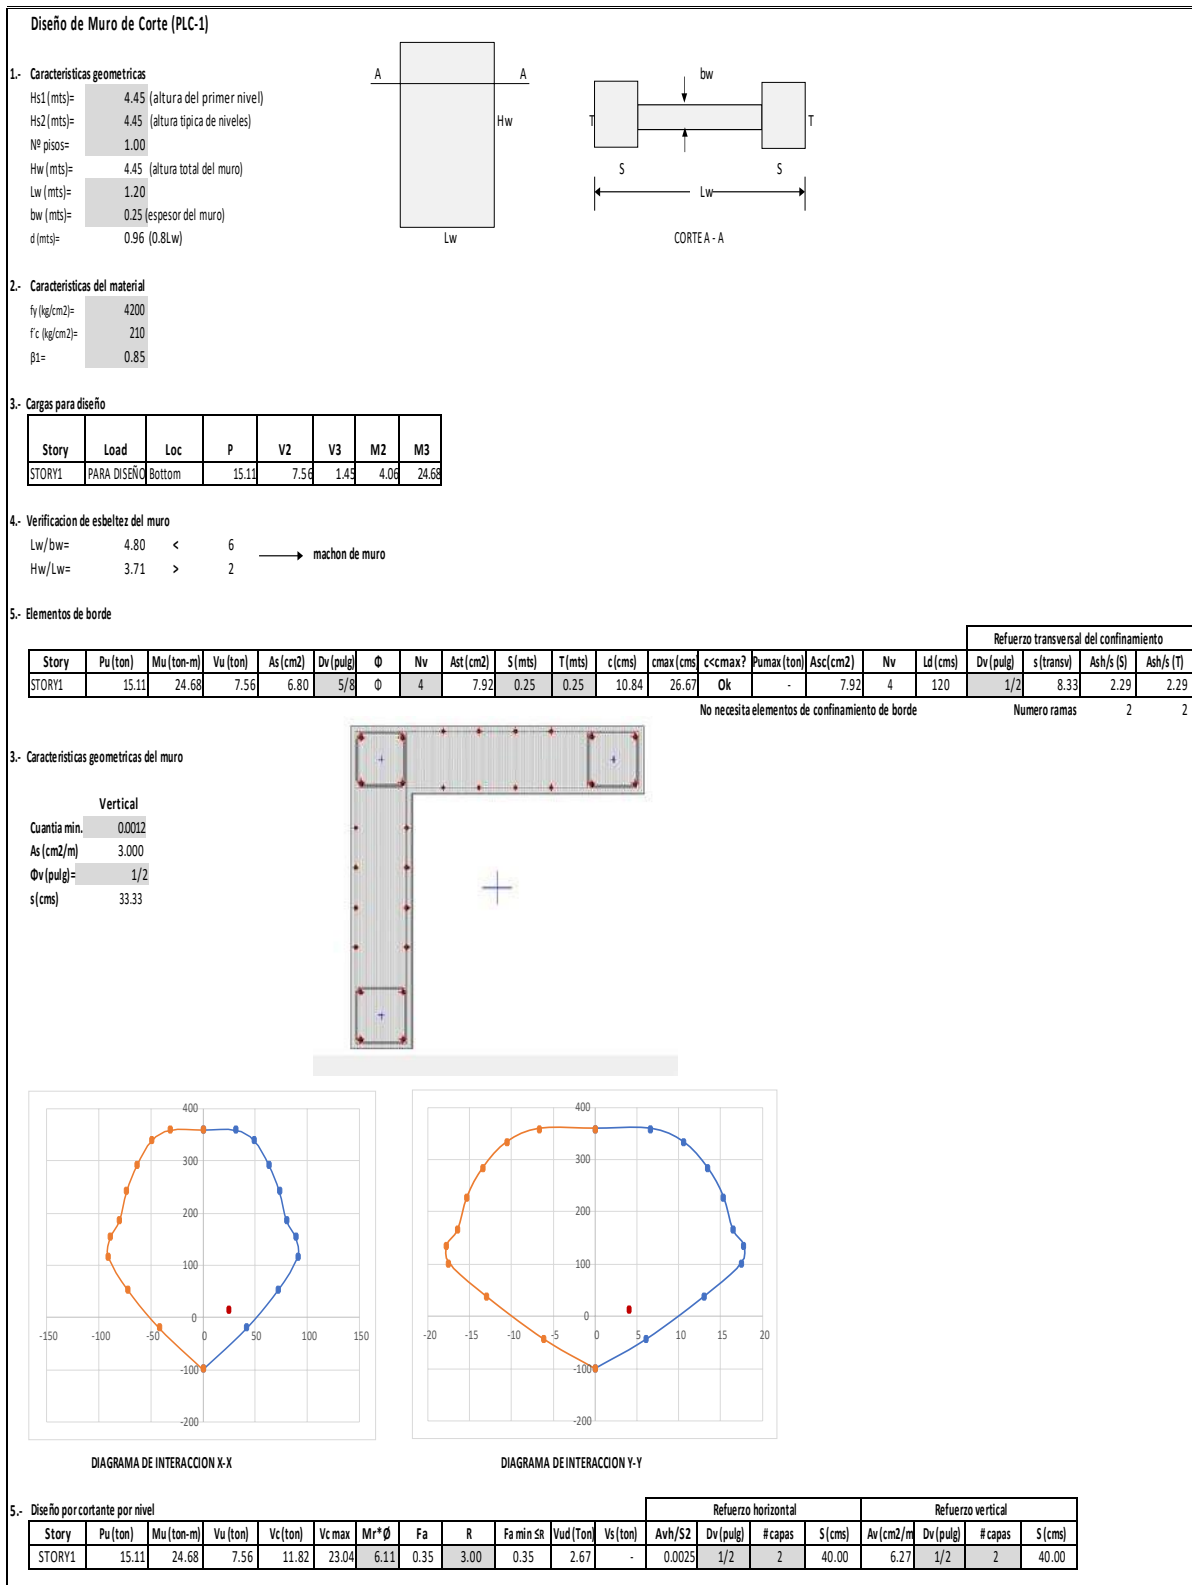 Diseño de Muro de Corte (PLC-1)
1.- Caracteristicas geometricas
Hs1 (mts)= 4.45 (altura del primer nivel)
Hs2 (mts)= 4.45 (altura tipica de niveles)
Nº pisos= 1.00
Hw (mts)= 4.45 (altura total del muro)
Lw (mts)= 1.20
bw (mts)= 0.25 (espesor del muro)
d (mts)= 0.96 (0.8Lw)
A A
Hw
Lw
bw
T T
S S
Lw
CORTE A - A
2.- Caracteristicas del material
fy (kg/cm2)= 4200
f´c (kg/cm2)= 210
β1= 0.85
3.- Cargas para diseño
Story Load Loc P V2 V3 M2 M3
STORY1 PARA DISEÑO Bottom 15.11 7.56 1.45 4.06 24.68
4.- Verificacion de esbeltez del muro
Lw/bw= 4.80 < 6
Hw/Lw= 3.71 > 2
machon de muro
5.- Elementos de borde
Refuerzo transversal del confinamiento
Story Pu (ton) Mu (ton-m) Vu (ton) As (cm2) Dv (pulg) Φ Nv Ast (cm2) S (mts) T (mts) c (cms) cmax (cms) c<cmax? Pumax (ton) Asc(cm2) Nv Ld (cms) Dv (pulg) s (transv) Ash/s (S) Ash/s (T)
STORY1 15.11 24.68 7.56 6.80 5/8 Φ 4 7.92 0.25 0.25 10.84 26.67 Ok - 7.92 4 120 1/2 8.33 2.29 2.29
No necesita elementos de confinamiento de borde Numero ramas 2 2
3.- Caracteristicas geometricas del muro
Vertical
Cuantia min. 0.0012
As (cm2/m) 3.000
Φv (pulg)= 1/2
s (cms) 33.33
400
300
200
100
0
-150 -100 -50 0 50 100 150
-100
-200
DIAGRAMA DE INTERACCION X-X
400
300
200
100
0
-20 -15 -10 -5 0 5 10 15 20
-100
-200
DIAGRAMA DE INTERACCION Y-Y
5.- Diseño por cortante por nivel
Refuerzo horizontal Refuerzo vertical
Story Pu (ton) Mu (ton-m) Vu (ton) Vc (ton) Vc max Mr*Ø Fa R Fa min ≤R Vud (Ton) Vs (ton) Avh/S2 Dv (pulg) # capas S (cms) Av (cm2/m Dv (pulg) # capas S (cms)
STORY1 15.11 24.68 7.56 11.82 23.04 6.11 0.35 3.00 0.35 2.67 - 0.0025 1/2 2 40.00 6.27 1/2 2 40.00